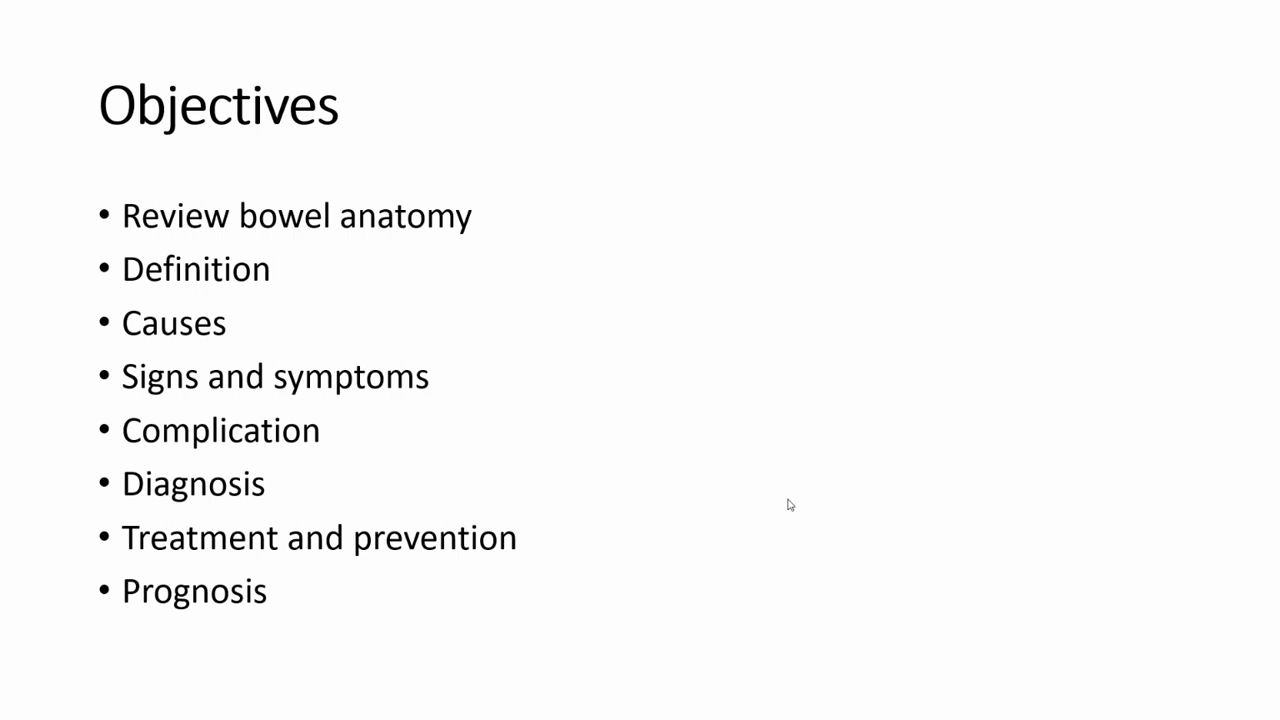 Objectives
• Review bowel anatomy
• Definition
• Causes
• Signs and symptoms
• Complication
• Diagnosis
• Treatment and prevention
• Prognosis